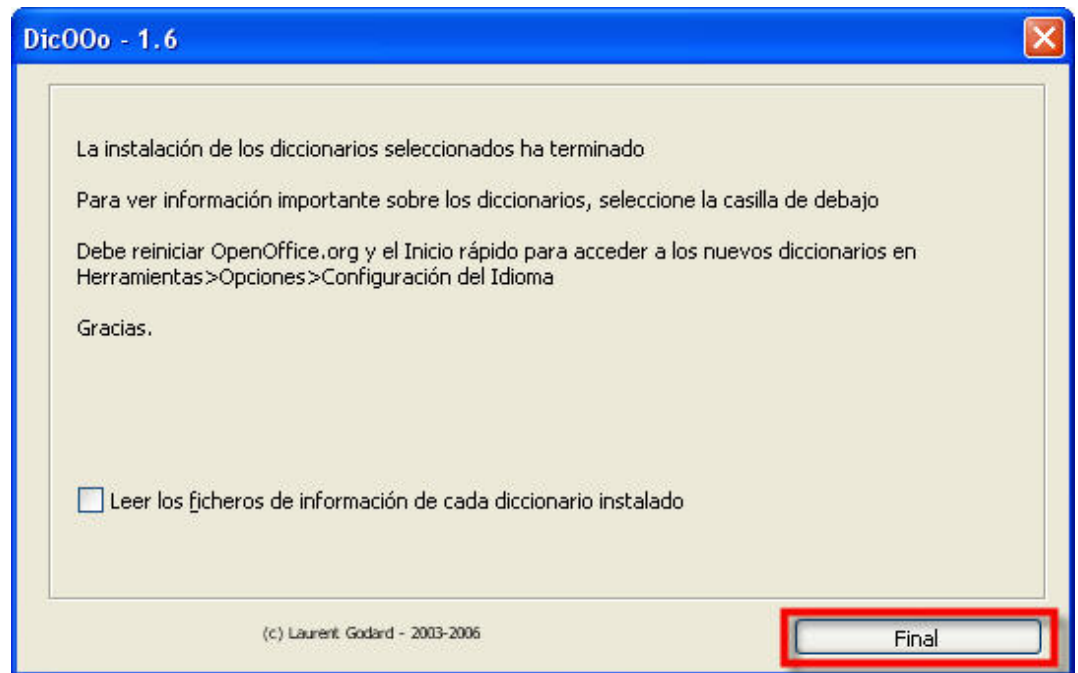 DicOOo - 1.6
La instalación de los diccionarios seleccionados ha terminado
Para ver información importante sobre los diccionarios, seleccione la casilla de debajo
Debe reiniciar OpenOffice.org y el Inicio rápido para acceder a los nuevos diccionarios en
Herramientas>Opciones>Configuración del Idioma
Gracias.
Leer los ficheros de información de cada diccionario instalado
(c) Laurent Godard - 2003-2006
Final